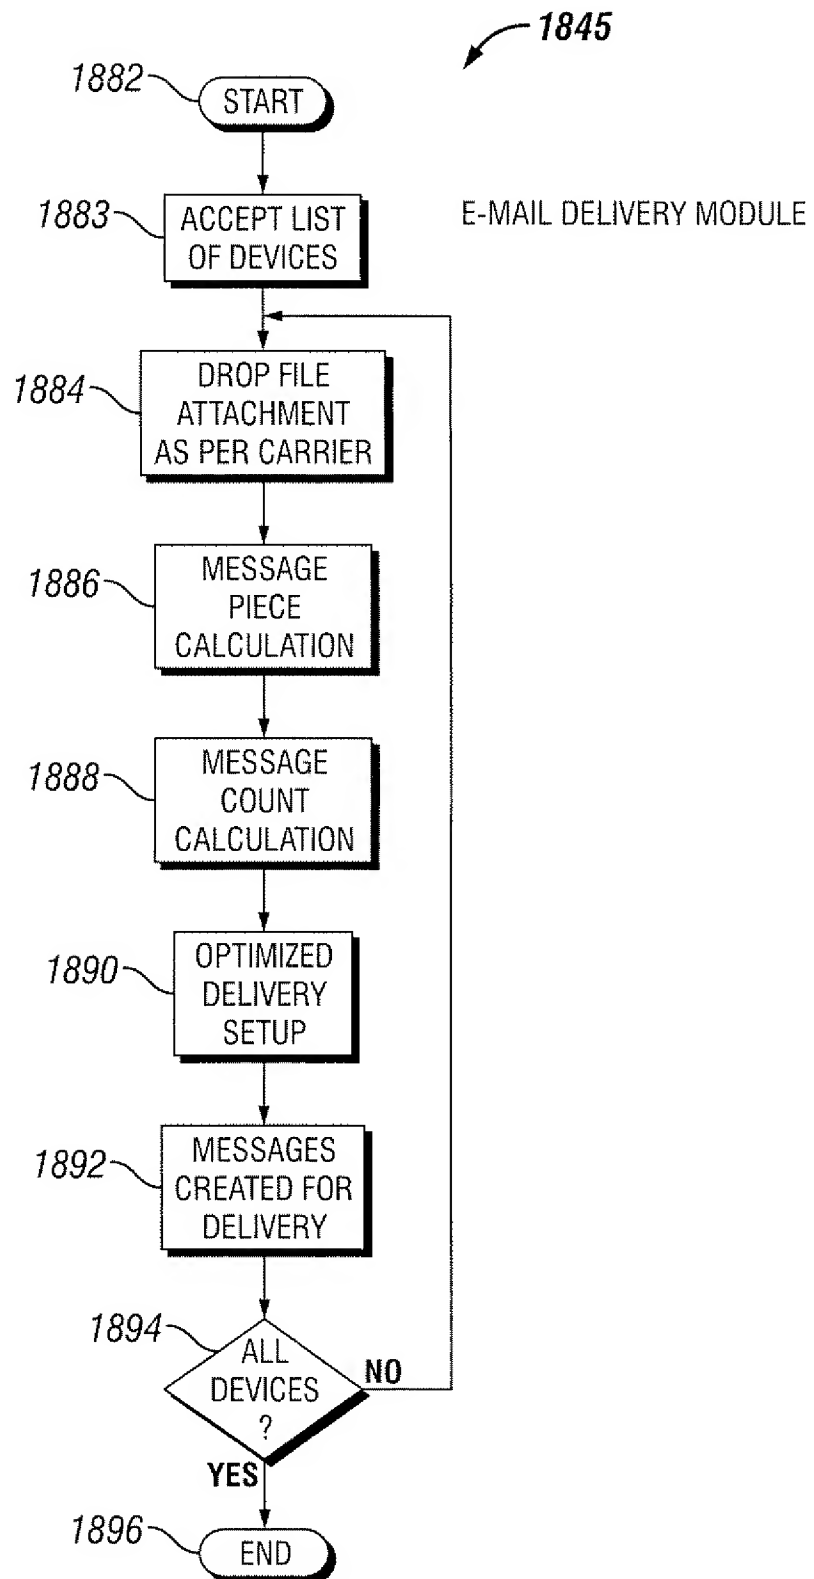 1845
1882
START
1883
ACCEPT LIST
OF DEVICES
E-MAIL DELIVERY MODULE
1884
DROP FILE
ATTACHMENT
AS PER CARRIER
1886
MESSAGE
PIECE
CALCULATION
1888
MESSAGE
COUNT
CALCULATION
1890
OPTIMIZED
DELIVERY
SETUP
1892
MESSAGES
CREATED FOR
DELIVERY
1894
ALL
DEVICES
?
NO
YES
1896
END